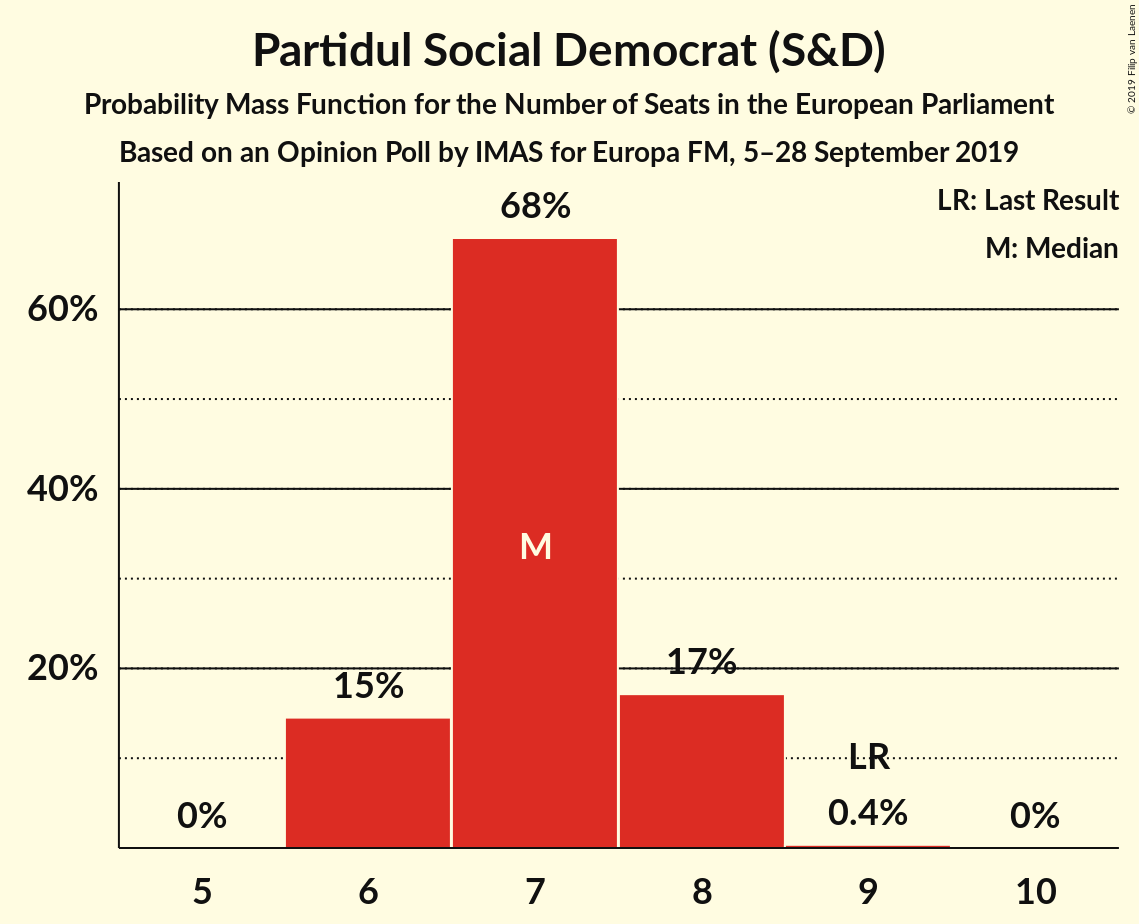 Partidul Social Democrat (S&D)
Probability Mass Function for the Number of Seats in the European Parliament
Based on an Opinion Poll by IMAS for Europa FM, 5–28 September 2019
© 2019 Filip van Laenen
LR: Last Result
M: Median
68%
60%
40%
M
20%
17%
15%
LR
0%
0.4%
0%
5
6
7
8
9
10